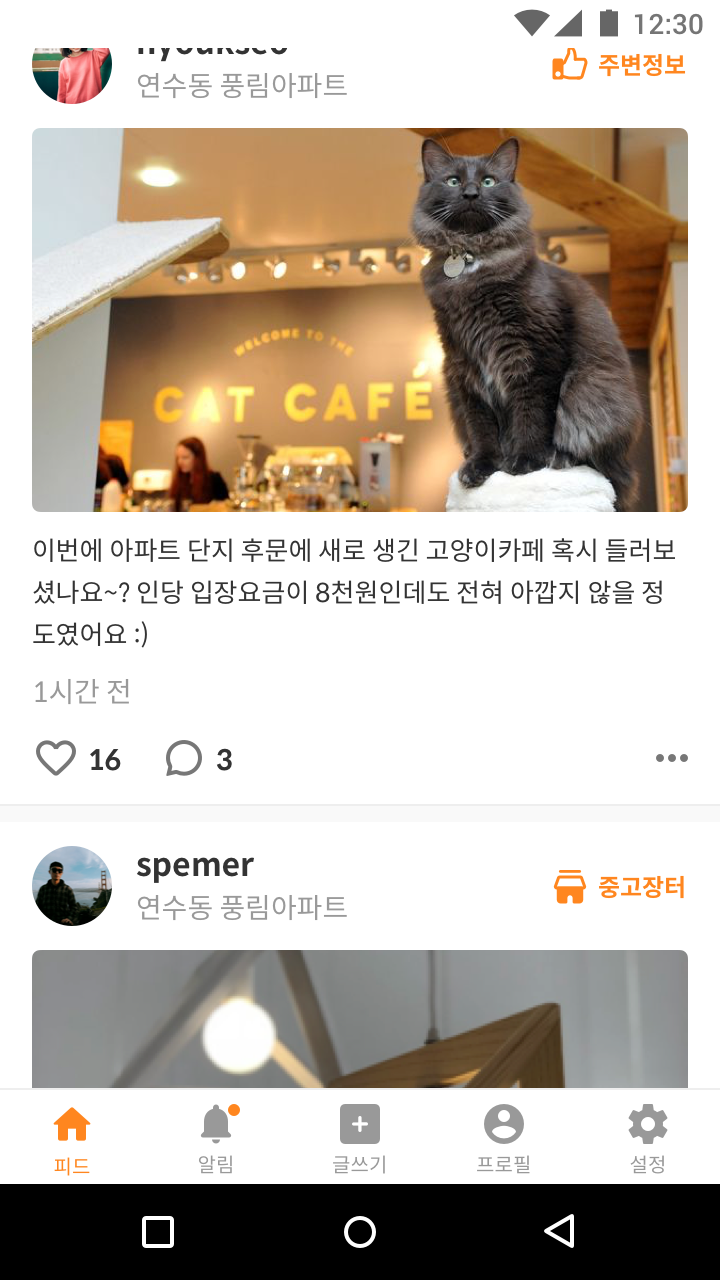 12:30
hyoukseo
연수동 풍림아파트
주변정보
WELCOME TO THE
CAT CAFE
이번에 아파트 단지 후문에 새로 생긴 고양이카페 혹시 들러보
셨나요~? 인당 입장요금이 8천원인데도 전혀 아깝지 않을 정
도였어요 :)
1시간 전
16
3
spemer
연수동 풍림아파트
중고장터
피드
알림
글쓰기
프로필
설정